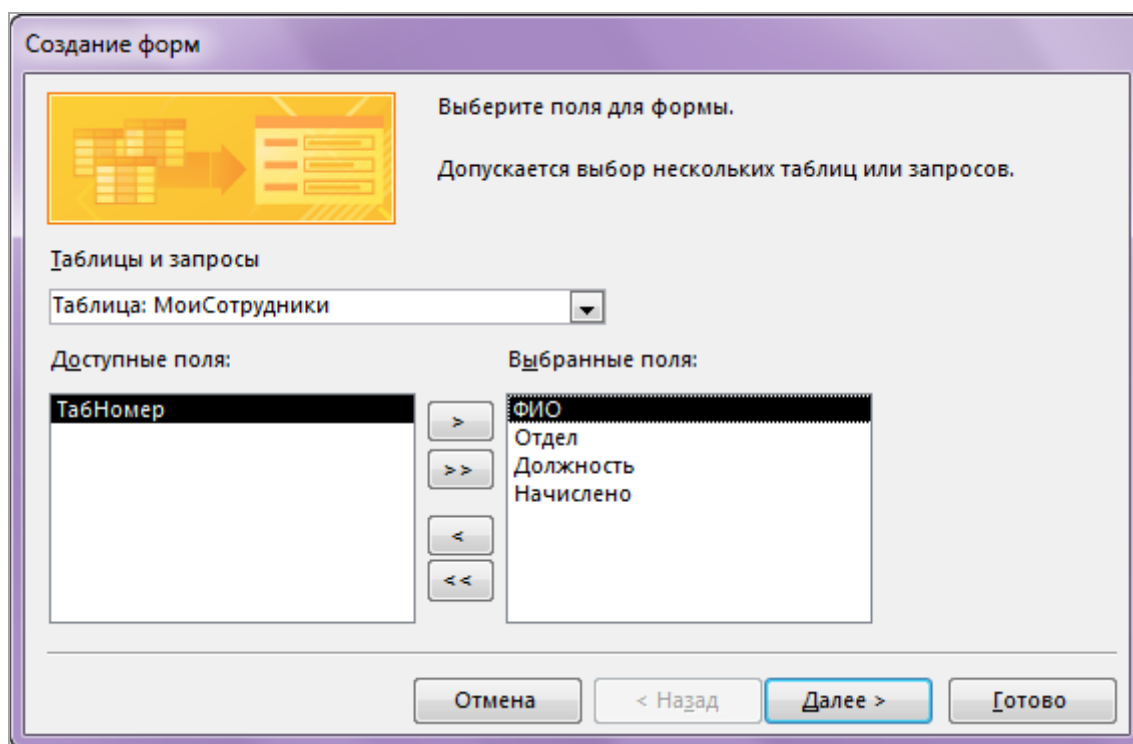 Создание форм
Выберите поля для формы.
Допускается выбор нескольких таблиц или запросов.
Таблицы и запросы
Таблица: МоиСотрудники
Доступные поля:
Выбранные поля:
ТабНомер
ФИО
Отдел
Должность
Начислено
>
>>
<
<<
Отмена
< Назад
Далее >
Готово